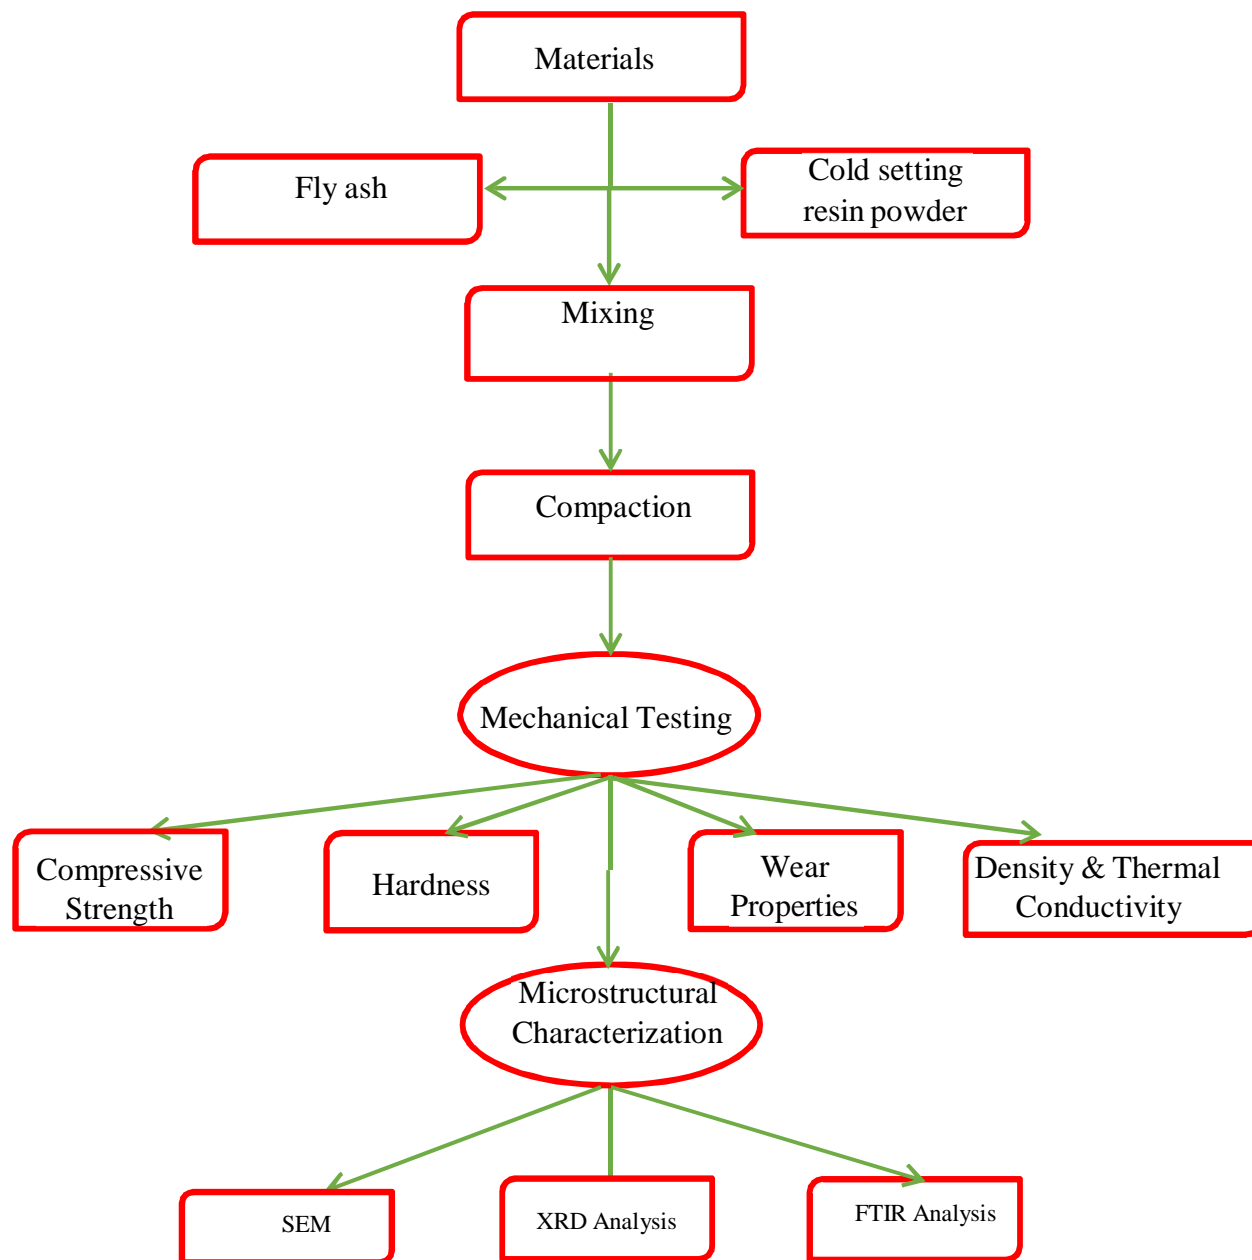 Materials
Fly ash
Cold setting
resin powder
Mixing
Compaction
Mechanical Testing
Compressive
Strength
Hardness
Wear
Properties
Density & Thermal
Conductivity
Microstructural
Characterization
SEM
XRD Analysis
FTIR Analysis